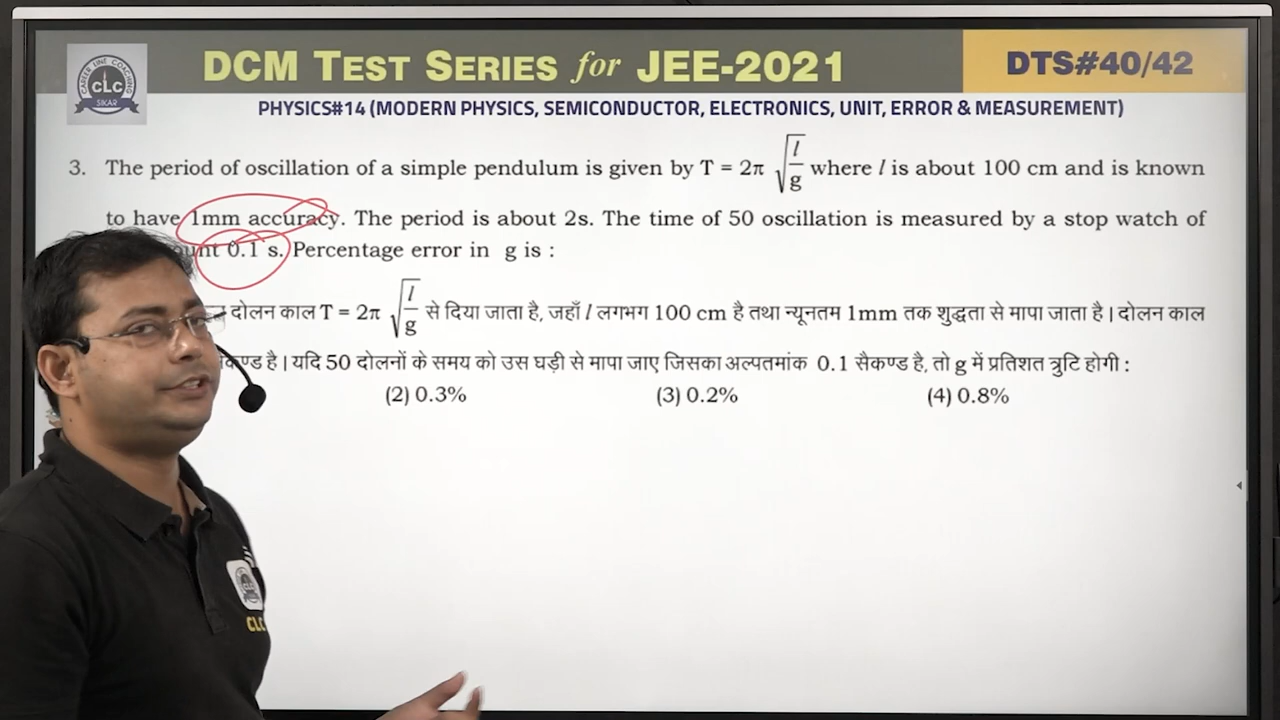 DCM TEST SERIES for JEE-2021
DTS#40/42
CAREER LINE COACHING
CLC
SIKAR
PHYSICS#14 (MODERN PHYSICS, SEMICONDUCTOR, ELECTRONICS, UNIT, ERROR & MEASUREMENT)
3. The period of oscillation of a simple pendulum is given by T = 2π √(l/g) where l is about 100 cm and is known
to have 1mm accuracy. The period is about 2s. The time of 50 oscillation is measured by a stop watch of
0.1 s. Percentage error in g is :
दोलन काल T = 2π √(l/g) से दिया जाता है, जहाँ l लगभग 100 cm है तथा न्यूनतम 1mm तक शुद्धता से मापा जाता है। दोलन काल
है। यदि 50 दोलनों के समय को उस घड़ी से मापा जाए जिसका अल्पतमांक 0.1 सैकण्ड है, तो g में प्रतिशत त्रुटि होगी :
(2) 0.3% (3) 0.2% (4) 0.8%
CLC